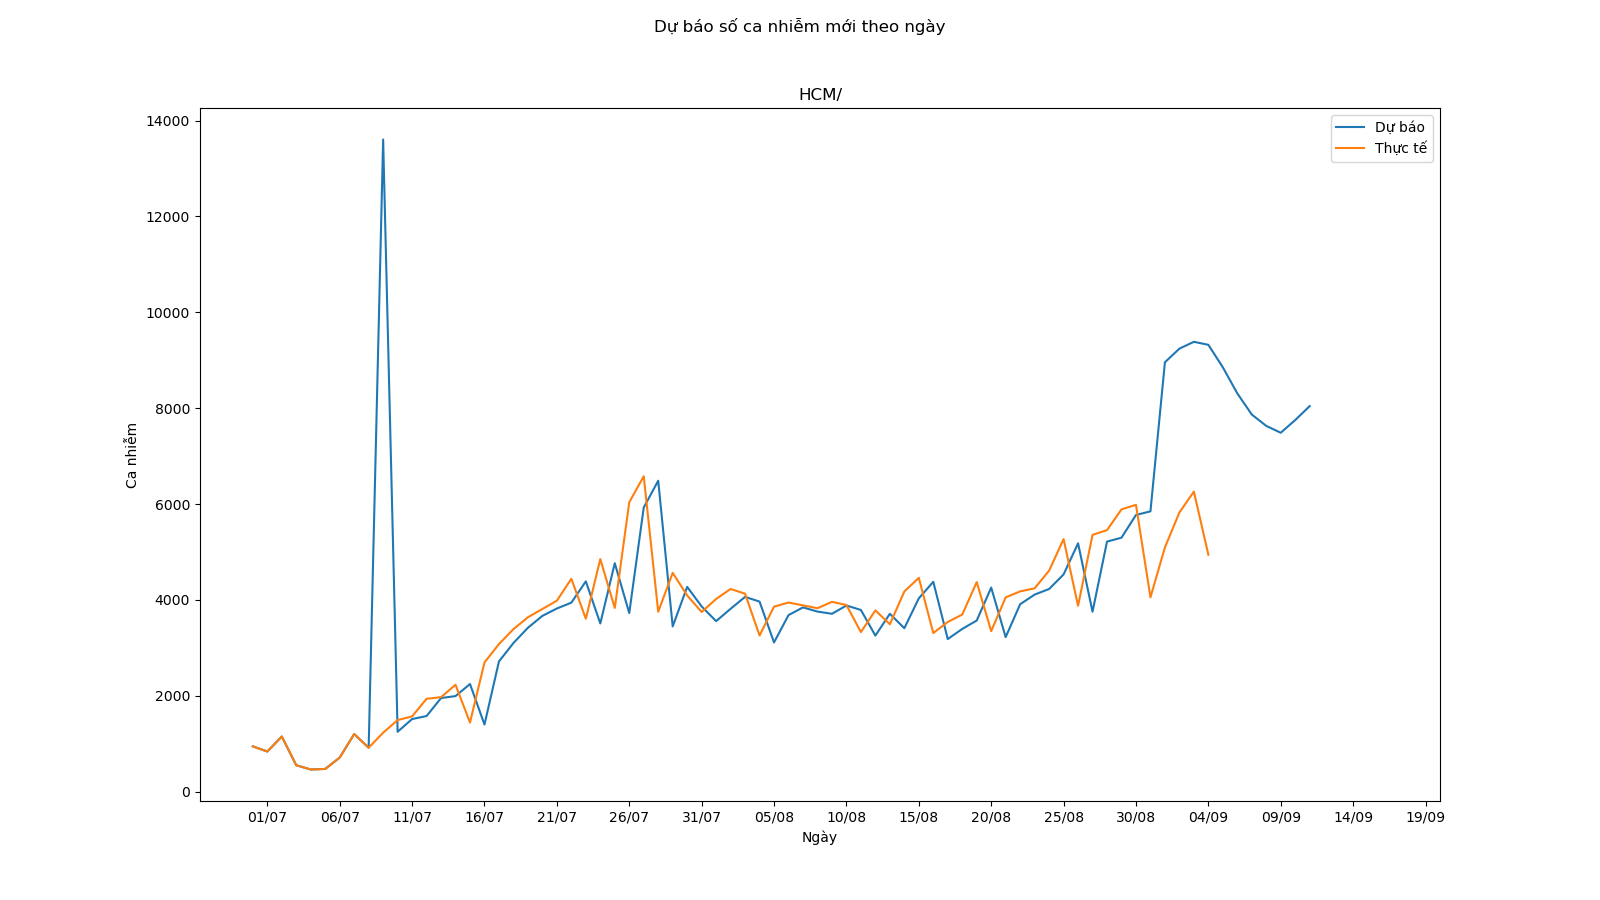 Dự báo số ca nhiễm mới theo ngày
HCM/
Dự báo
Thực tế
14000
12000
10000
8000
6000
4000
2000
0
Ca nhiễm
01/07 06/07 11/07 16/07 21/07 26/07 31/07 05/08 10/08 15/08 20/08 25/08 30/08 04/09 09/09 14/09 19/09
Ngày